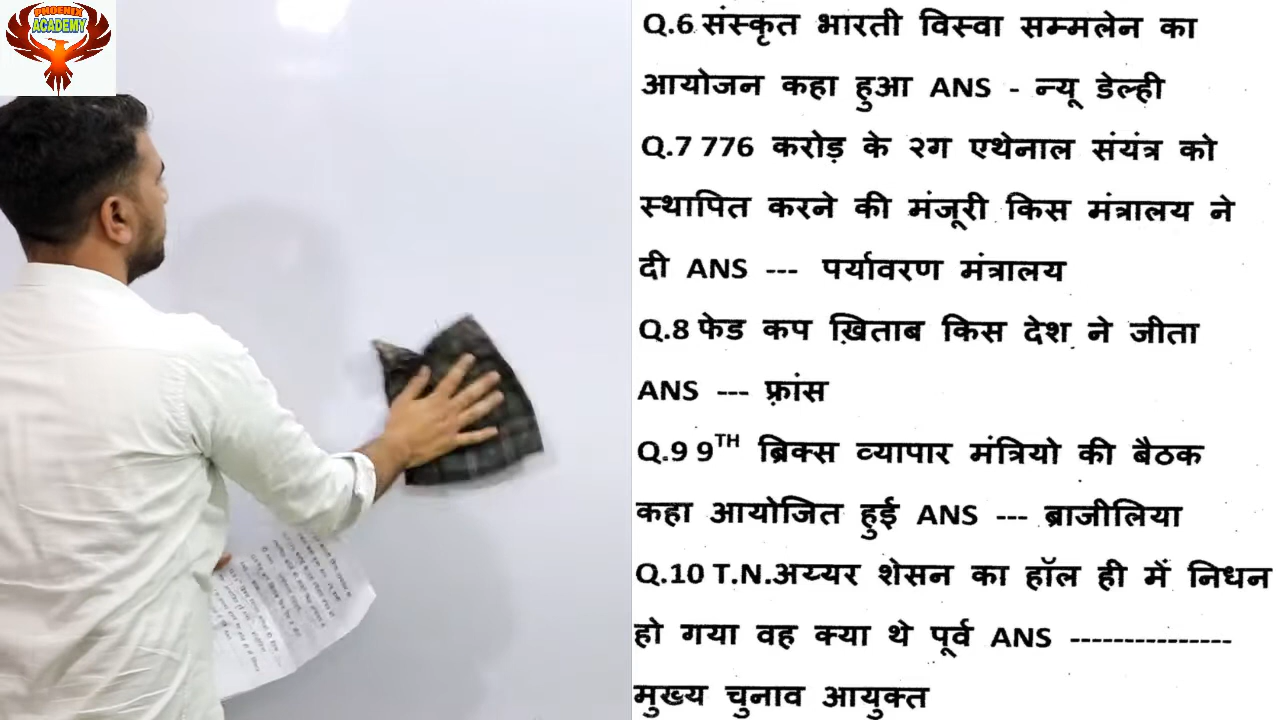 PHOENIX
ACADEMY
Q.6 संस्कृत भारती विस्वा सम्मलेन का
आयोजन कहा हुआ ANS - न्यू डेल्ही
Q.7 776 करोड़ के २ग एथेनाल संयंत्र को
स्थापित करने की मंजूरी किस मंत्रालय ने
दी ANS --- पर्यावरण मंत्रालय
Q.8 फेड कप ख़िताब किस देश ने जीता
ANS --- फ़्रांस
Q.9 9TH ब्रिक्स व्यापार मंत्रियो की बैठक
कहा आयोजित हुई ANS --- ब्राजीलिया
Q.10 T.N.अय्यर शेसन का हॉल ही में निधन
हो गया वह क्या थे पूर्व ANS ---------------
मुख्य चुनाव आयुक्त